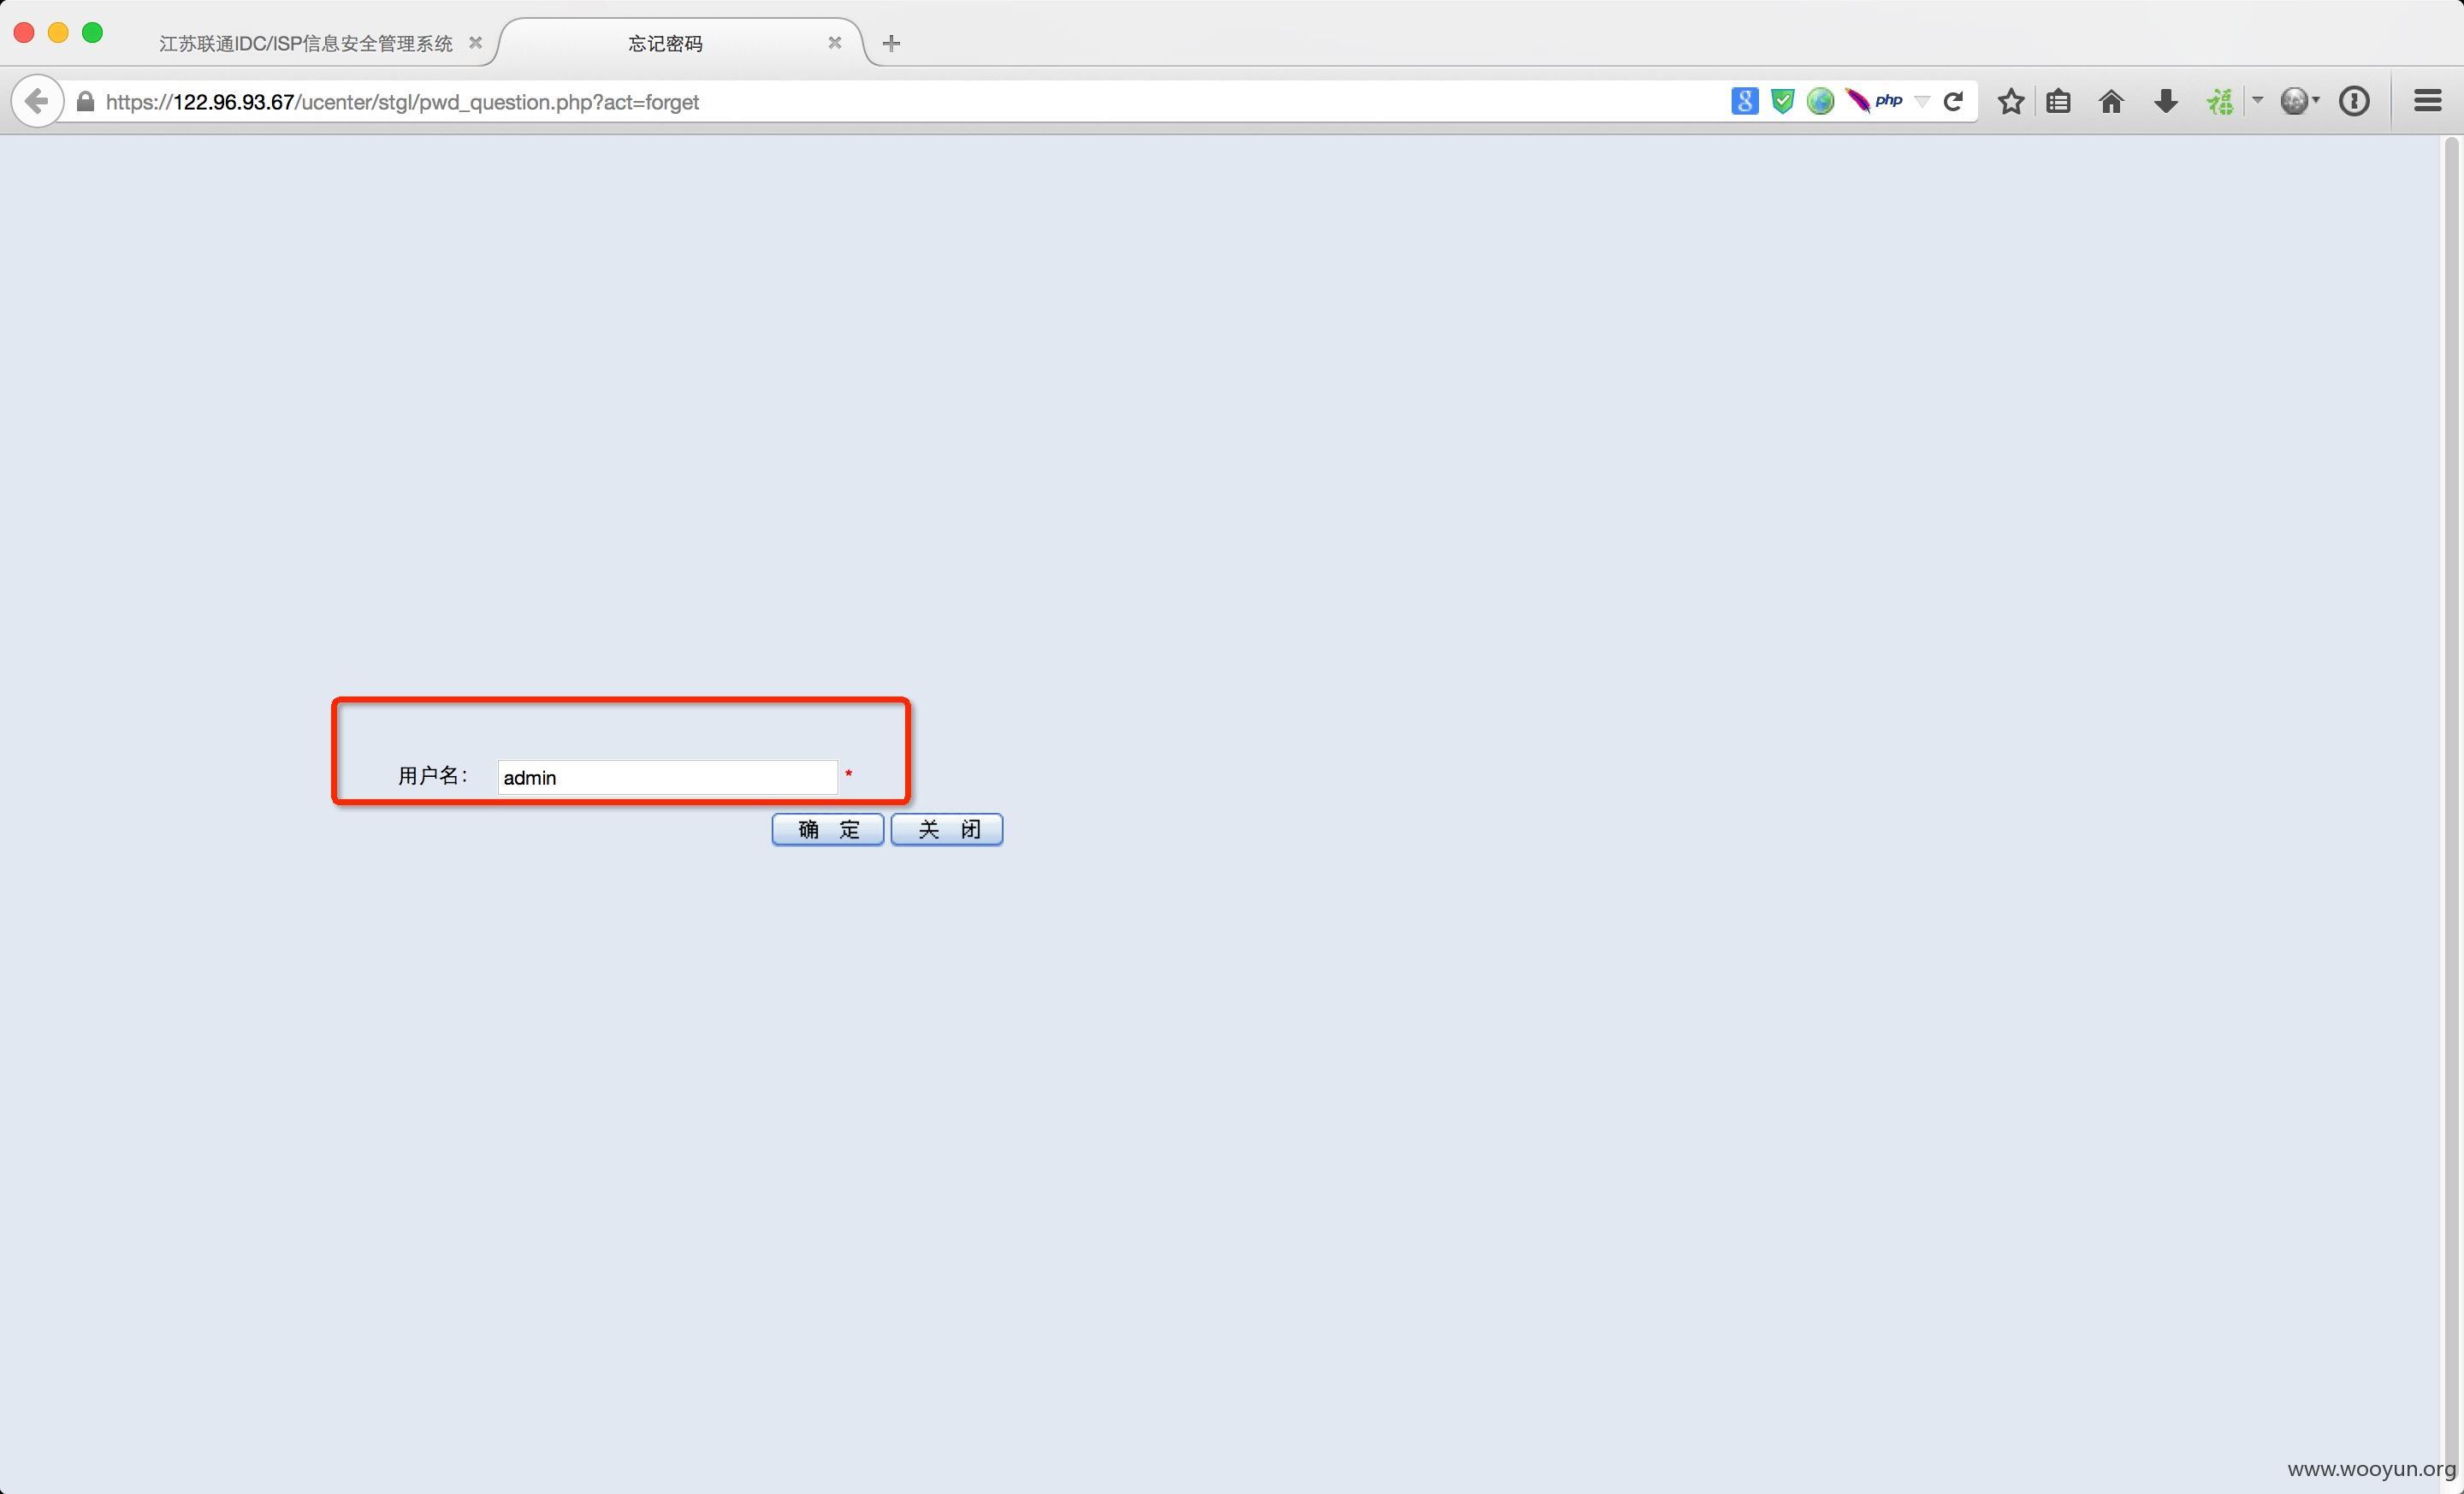 江苏联通IDC/ISP信息安全管理系统
忘记密码
https://122.96.93.67/ucenter/stgl/pwd_question.php?act=forget
8 php 福
用户名: admin *
确 定 关 闭
www.wooyun.org